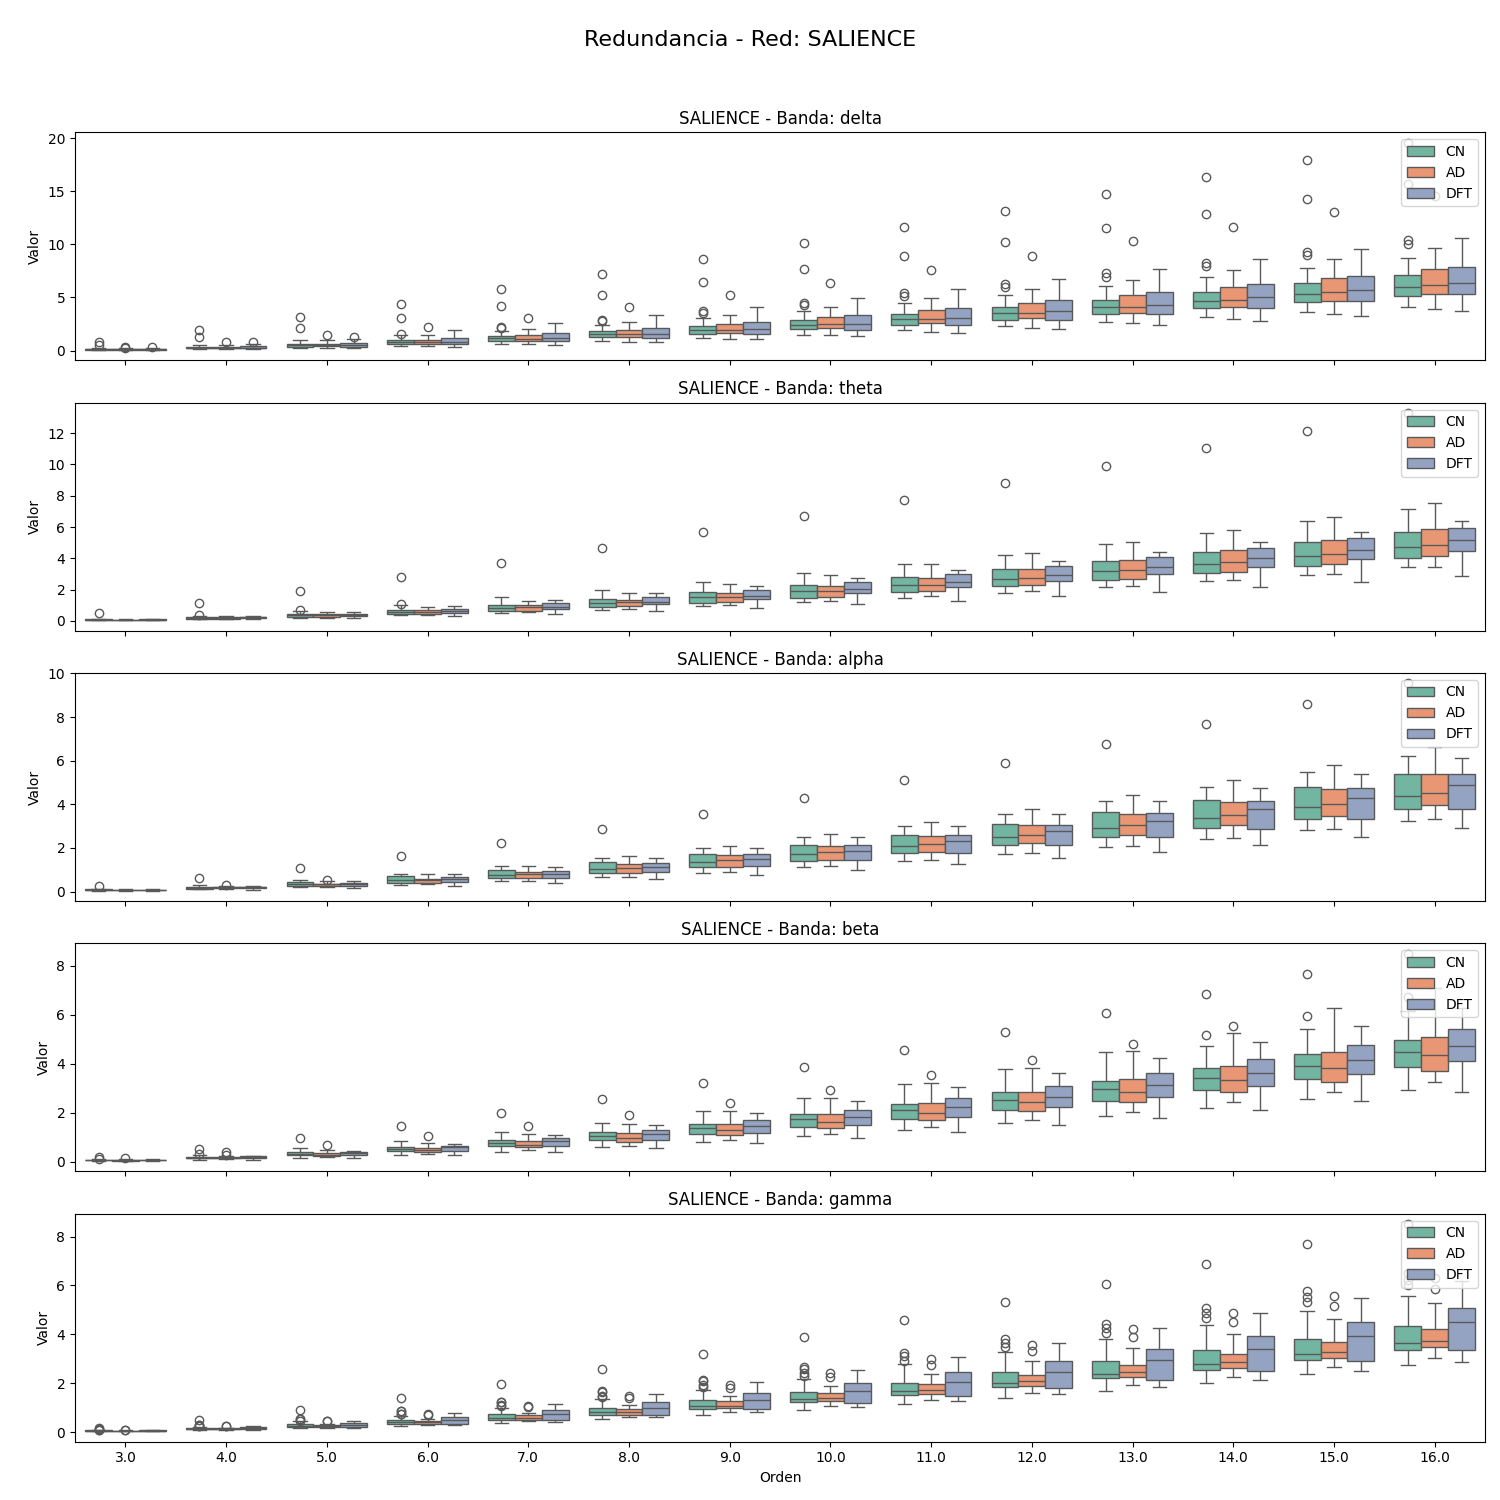 Redundancia - Red: SALIENCE
SALIENCE - Banda: delta
20
15
10
5
0
Valor
CN
AD
DFT
SALIENCE - Banda: theta
12
10
8
6
4
2
0
Valor
CN
AD
DFT
SALIENCE - Banda: alpha
10
8
6
4
2
0
Valor
CN
AD
DFT
SALIENCE - Banda: beta
8
6
4
2
0
Valor
CN
AD
DFT
SALIENCE - Banda: gamma
8
6
4
2
0
Valor
CN
AD
DFT
3.0 4.0 5.0 6.0 7.0 8.0 9.0 10.0 11.0 12.0 13.0 14.0 15.0 16.0
Orden